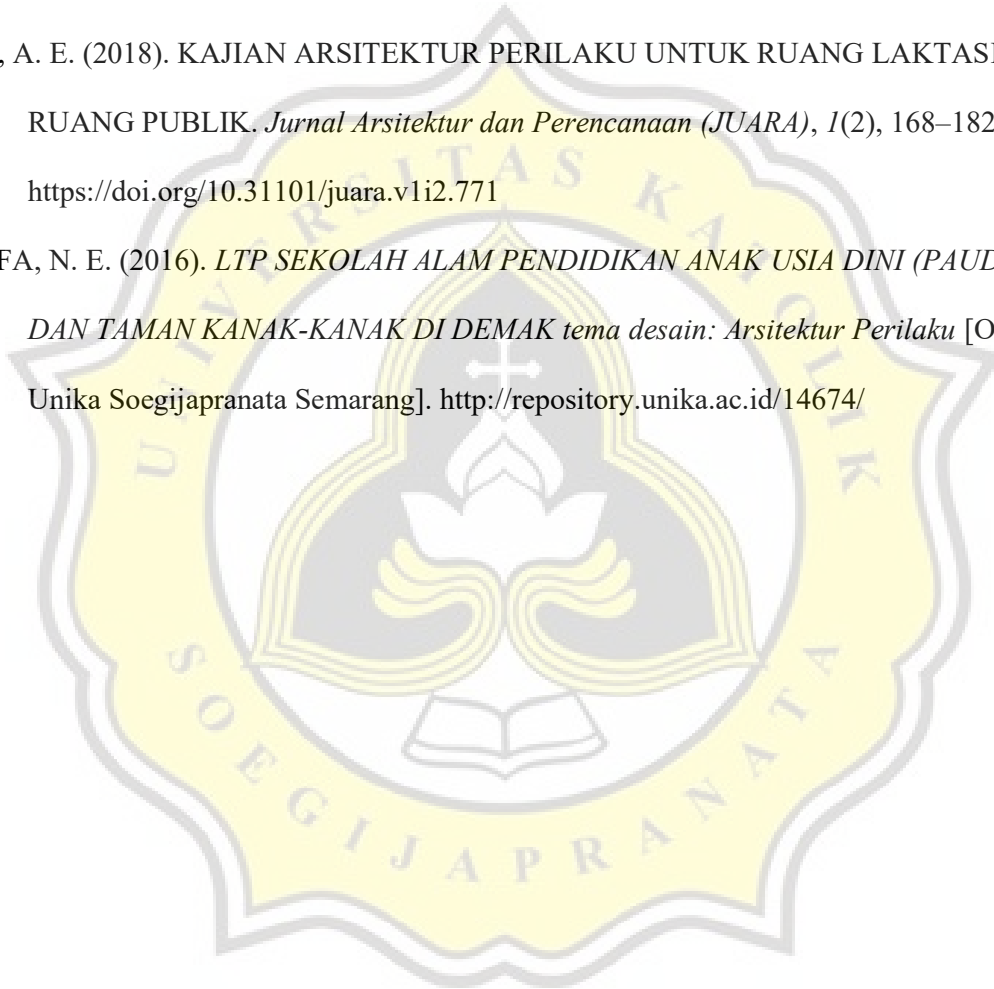 , A. E. (2018). KAJIAN ARSITEKTUR PERILAKU UNTUK RUANG LAKTASI
RUANG PUBLIK. Jurnal Arsitektur dan Perencanaan (JUARA), 1(2), 168–182
https://doi.org/10.31101/juara.v1i2.771
FA, N. E. (2016). LTP SEKOLAH ALAM PENDIDIKAN ANAK USIA DINI (PAUD
DAN TAMAN KANAK-KANAK DI DEMAK tema desain: Arsitektur Perilaku [O
Unika Soegijapranata Semarang]. http://repository.unika.ac.id/14674/
UNIVERSITAS KATOLIK
SOEGIJAPRANATA